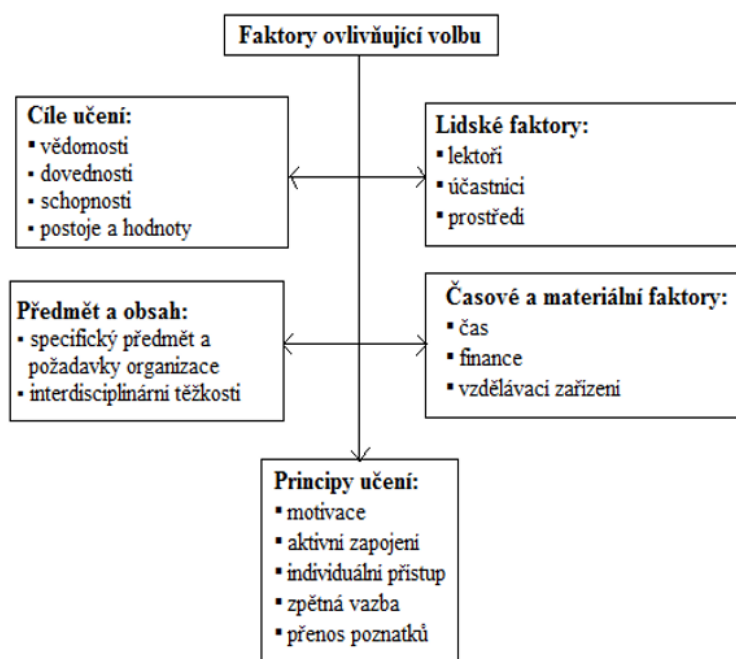 Faktory ovlivňující volbu
Cíle učení:
▪ vědomosti
▪ dovednosti
▪ schopnosti
▪ postoje a hodnoty
Lidské faktory:
▪ lektoři
▪ účastníci
▪ prostředí
Předmět a obsah:
▪ specifický předmět a
požadavky organizace
▪ interdisciplinární těžkosti
Časové a materiální faktory:
▪ čas
▪ finance
▪ vzdělávací zařízení
Principy učení:
▪ motivace
▪ aktivní zapojení
▪ individuální přístup
▪ zpětná vazba
▪ přenos poznatků